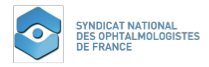 SYNDICAT NATIONAL
DES OPHTALMOLOGISTES
DE FRANCE